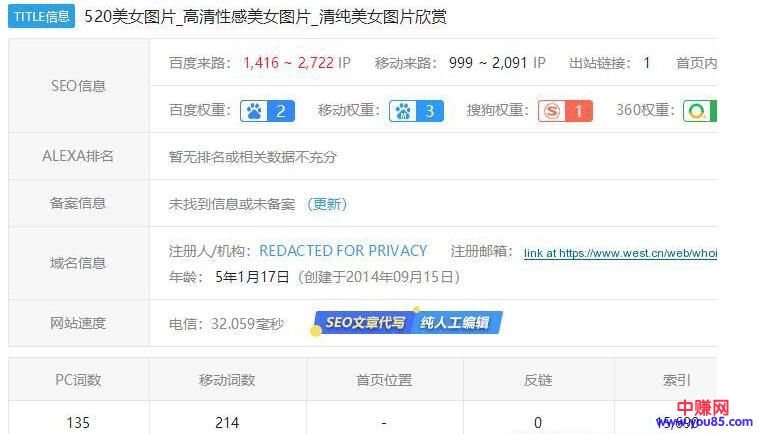 TITLE信息 520美女图片_高清性感美女图片_清纯美女图片欣赏
SEO信息
百度来路: 1,416 ~ 2,722 IP 移动来路: 999 ~ 2,091 IP 出站链接: 1 首页内
百度权重: 2 移动权重: 3 搜狗权重: 1 360权重:
ALEXA排名 暂无排名或相关数据不充分
备案信息 未找到信息或未备案 (更新)
域名信息
注册人/机构: REDACTED FOR PRIVACY 注册邮箱: link at https://www.west.cn/web/whoi
年龄: 5年1月17日 (创建于2014年09月15日)
网站速度 电信: 32.059毫秒 SEO文章代写 纯人工编辑
PC词数 移动词数 首页位置 反链 索引
135 214 - 0
中赚网
www.you85.com